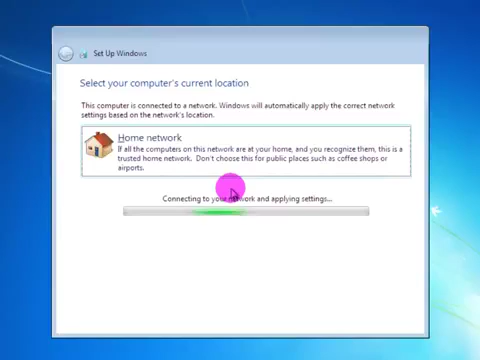 Set Up Windows
Select your computer's current location
This computer is connected to a network. Windows will automatically apply the correct network
settings based on the network's location.
Home network
If all the computers on this network are at your home, and you recognize them, this is a
trusted home network. Don't choose this for public places such as coffee shops or
airports.
Connecting to your network and applying settings...